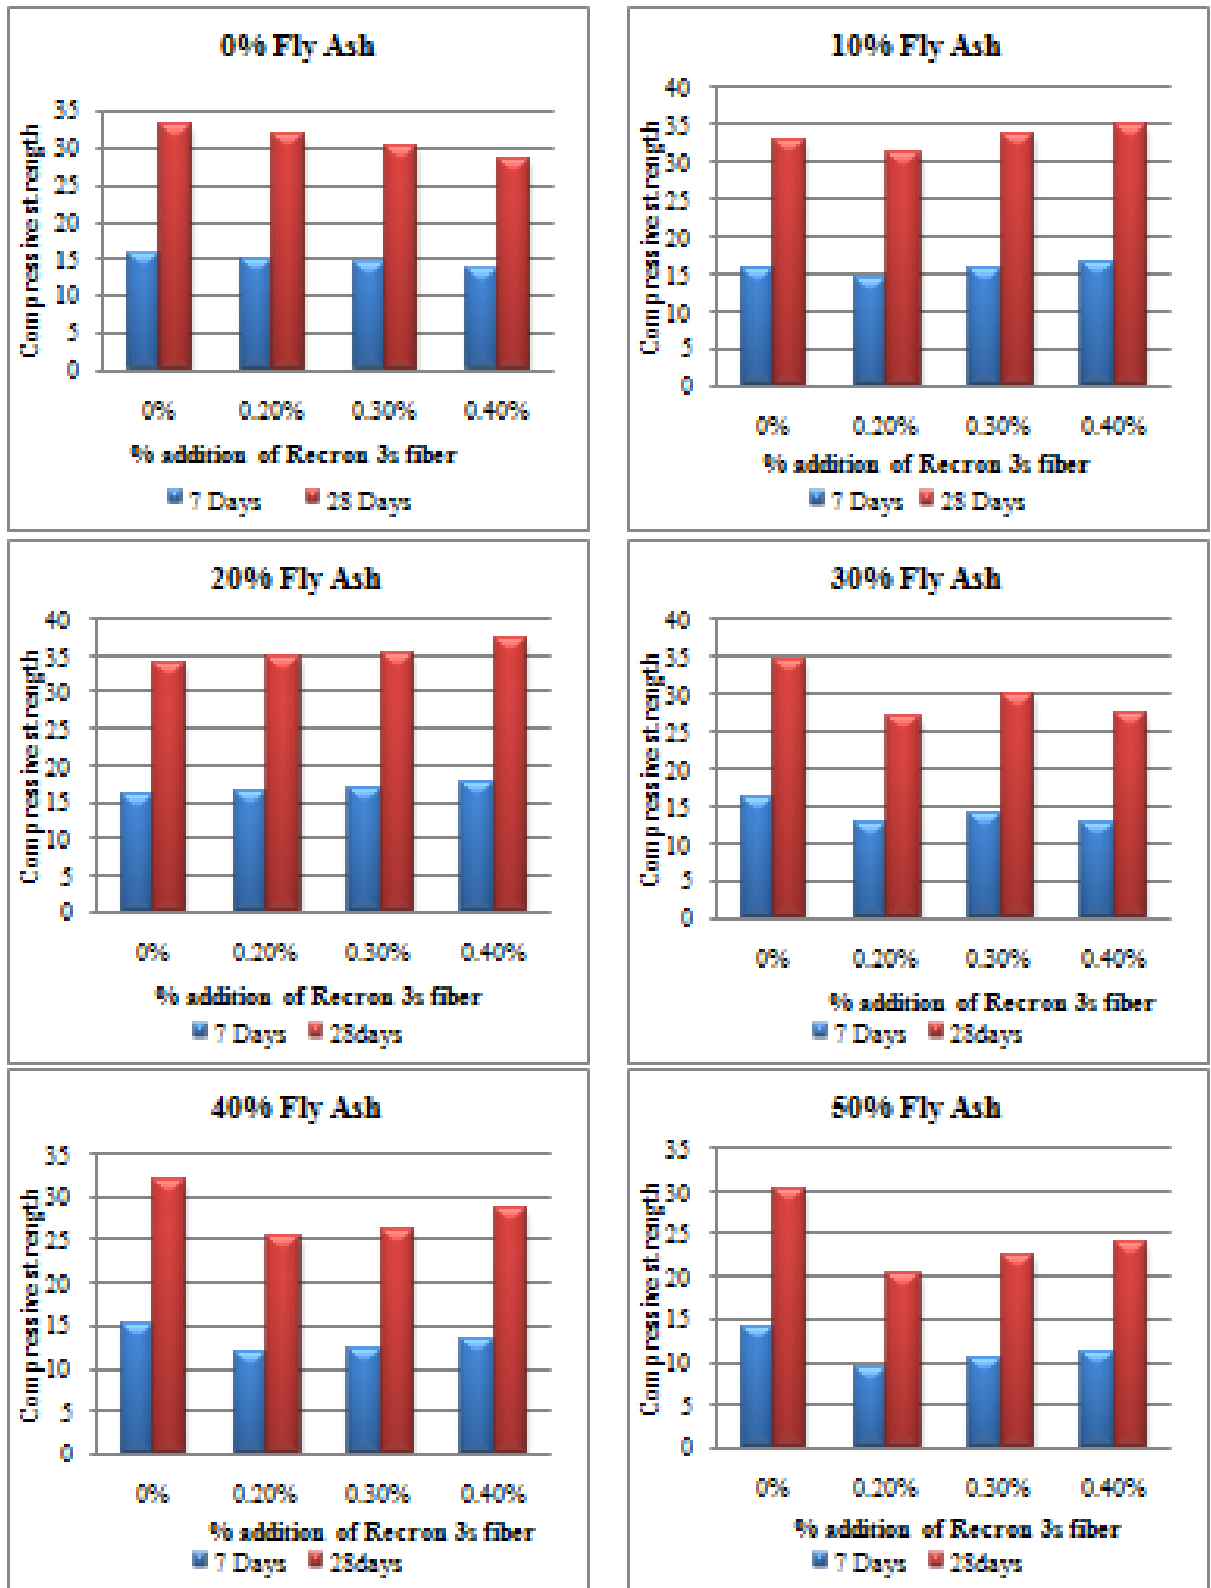 0% Fly Ash
Compressive strength
35
30
25
20
15
10
5
0
0% 0.20% 0.30% 0.40%
% addition of Recron 3s fiber
7 Days 28 Days
10% Fly Ash
Compressive strength
40
35
30
25
20
15
10
5
0
0% 0.20% 0.30% 0.40%
% addition of Recron 3s fiber
7 Days 28 Days
20% Fly Ash
Compressive strength
40
35
30
25
20
15
10
5
0
0% 0.20% 0.30% 0.40%
% addition of Recron 3s fiber
7 Days 28days
30% Fly Ash
Compressive strength
40
35
30
25
20
15
10
5
0
0% 0.20% 0.30% 0.40%
% addition of Recron 3s fiber
7 Days 28days
40% Fly Ash
Compressive strength
35
30
25
20
15
10
5
0
0% 0.20% 0.30% 0.40%
% addition of Recron 3s fiber
7 Days 28days
50% Fly Ash
Compressive strength
35
30
25
20
15
10
5
0
0% 0.20% 0.30% 0.40%
% addition of Recron 3s fiber
7 Days 28days